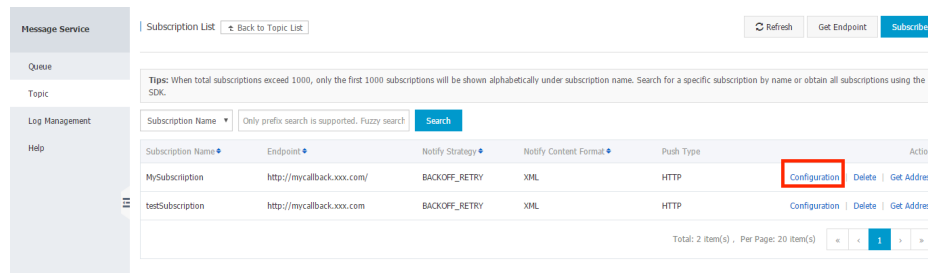 Message Service
Subscription List
Back to Topic List
Refresh
Get Endpoint
Subscribe
Queue
Topic
Log Management
Help
Tips: When total subscriptions exceed 1000, only the first 1000 subscriptions will be shown alphabetically under subscription name. Search for a specific subscription by name or obtain all subscriptions using the
SDK.
Subscription Name
Only prefix search is supported. Fuzzy search
Search
Subscription Name Endpoint Notify Strategy Notify Content Format Push Type Actio
MySubscriiption http://mycallback.xxx.com/ BACKOFF_RETRY XML HTTP Configuration | Delete | Get Addres
testSubscription http://mycallback.xxx.com BACKOFF_RETRY XML HTTP Configuration | Delete | Get Addres
Total: 2 item(s) , Per Page: 20 item(s) « ‹ 1 › »